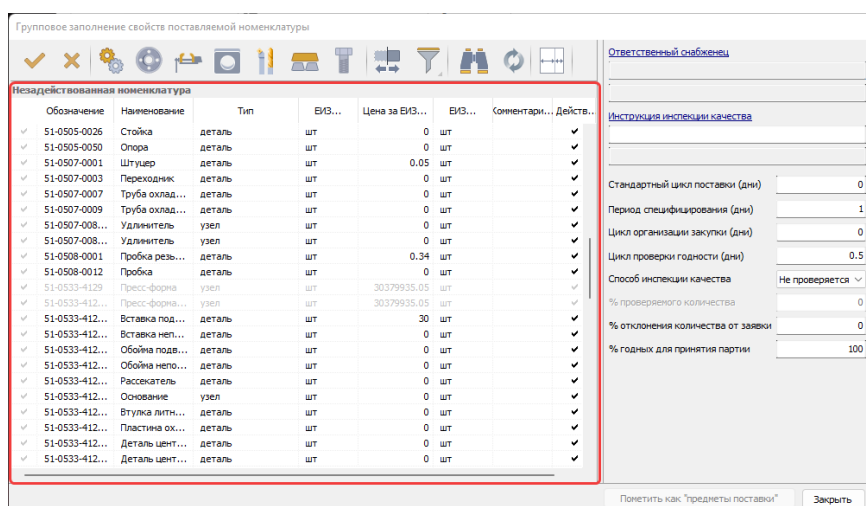 Групповое заполнение свойств поставляемой номенклатуры
Незадействованная номенклатура
Обозначение Наименование Тип ЕИЗ... Цена за ЕИЗ... ЕИЗ... Комментари... Действ...
51-0505-0026 Стойка деталь шт 0 шт
51-0505-0050 Опора деталь шт 0 шт
51-0507-0001 Штуцер деталь шт 0.05 шт
51-0507-0003 Переходник деталь шт 0 шт
51-0507-0007 Труба охлад... деталь шт 0 шт
51-0507-0009 Труба охлад... деталь шт 0 шт
51-0507-008... Удлинитель узел шт 0 шт
51-0507-008... Удлинитель узел шт 0 шт
51-0508-0001 Пробка резь... деталь шт 0.34 шт
51-0508-0012 Пробка деталь шт 0 шт
51-0533-4129 Пресс-форма узел шт 30379935.05 шт
51-0533-412... Пресс-форма... узел шт 30379935.05 шт
51-0533-412... Вставка под... деталь шт 30 шт
51-0533-412... Вставка неп... деталь шт 0 шт
51-0533-412... Обойма подв... деталь шт 0 шт
51-0533-412... Обойма непо... деталь шт 0 шт
51-0533-412... Рассекатель деталь шт 0 шт
51-0533-412... Основание узел шт 0 шт
51-0533-412... Втулка литн... деталь шт 0 шт
51-0533-412... Пластина ох... деталь шт 0 шт
51-0533-412... Деталь цент... деталь шт 0 шт
51-0533-412... Деталь цент... деталь шт 0 шт
Ответственный снабженец
Инструкция инспекции качества
Стандартный цикл поставки (дни) 0
Период специфицирования (дни) 1
Цикл организации закупки (дни) 0
Цикл проверки годности (дни) 0.5
Способ инспекции качества Не проверяется
% проверяемого количества 0
% отклонения количества от заявки 0
% годных для принятия партии 100
Пометить как "предметы поставки" Закрыть